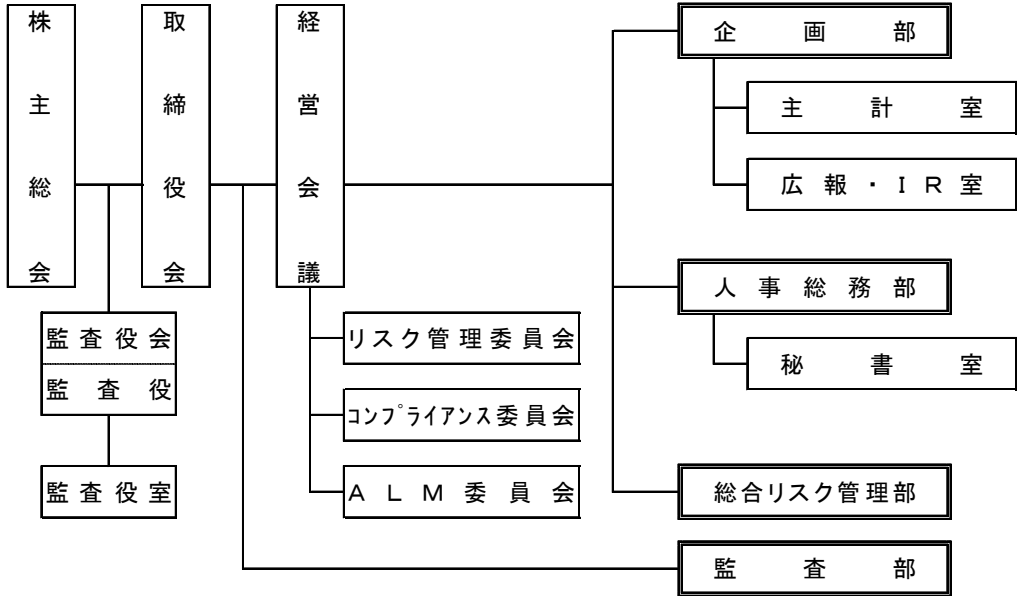 株主総会
取締役会
経営会議
企画部
主計室
広報・ＩＲ室
人事総務部
秘書室
総合リスク管理部
監査部
監査役会
監査役
監査役室
リスク管理委員会
コンプライアンス委員会
ＡＬＭ委員会